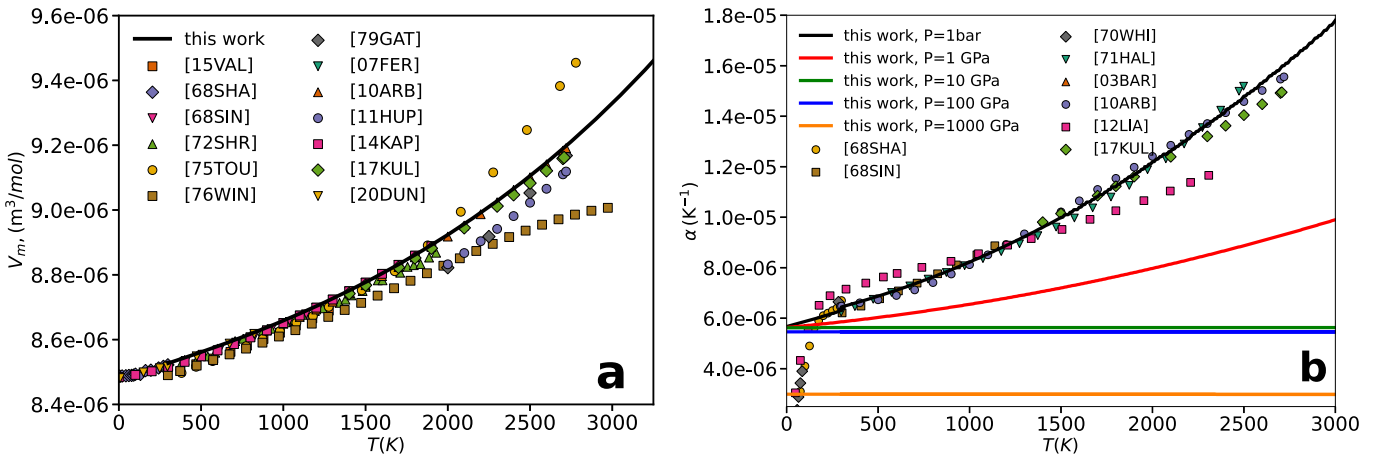 9.6e-06
9.4e-06
9.2e-06
9.0e-06
8.8e-06
8.6e-06
8.4e-06
V_m, (m³/mol)
this work
[15VAL]
[68SHA]
[68SIN]
[72SHR]
[75TOU]
[76WIN]
[79GAT]
[07FER]
[10ARB]
[11HUP]
[14KAP]
[17KUL]
[20DUN]
a
0 500 1000 1500 2000 2500 3000
T(K)
1.8e-05
1.6e-05
1.4e-05
1.2e-05
1.0e-05
8.0e-06
6.0e-06
4.0e-06
α (K⁻¹)
this work, P=1bar
this work, P=1 GPa
this work, P=10 GPa
this work, P=100 GPa
this work, P=1000 GPa
[68SHA]
[68SIN]
[70WHI]
[71HAL]
[03BAR]
[10ARB]
[12LIA]
[17KUL]
b
0 500 1000 1500 2000 2500 3000
T(K)